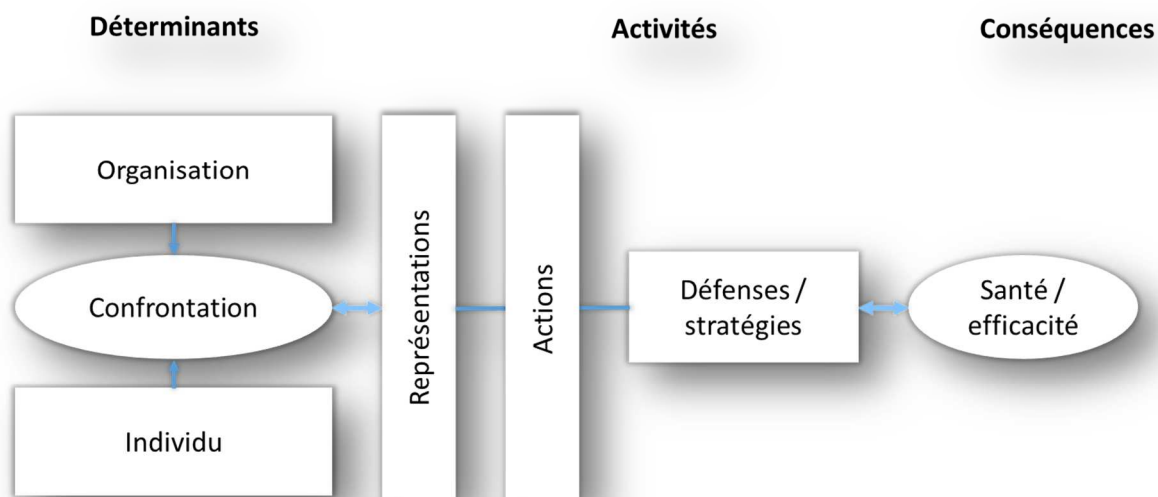 Déterminants
Activités
Conséquences
Organisation
Confrontation
Individu
Représentations
Actions
Défenses /
stratégies
Santé /
efficacité